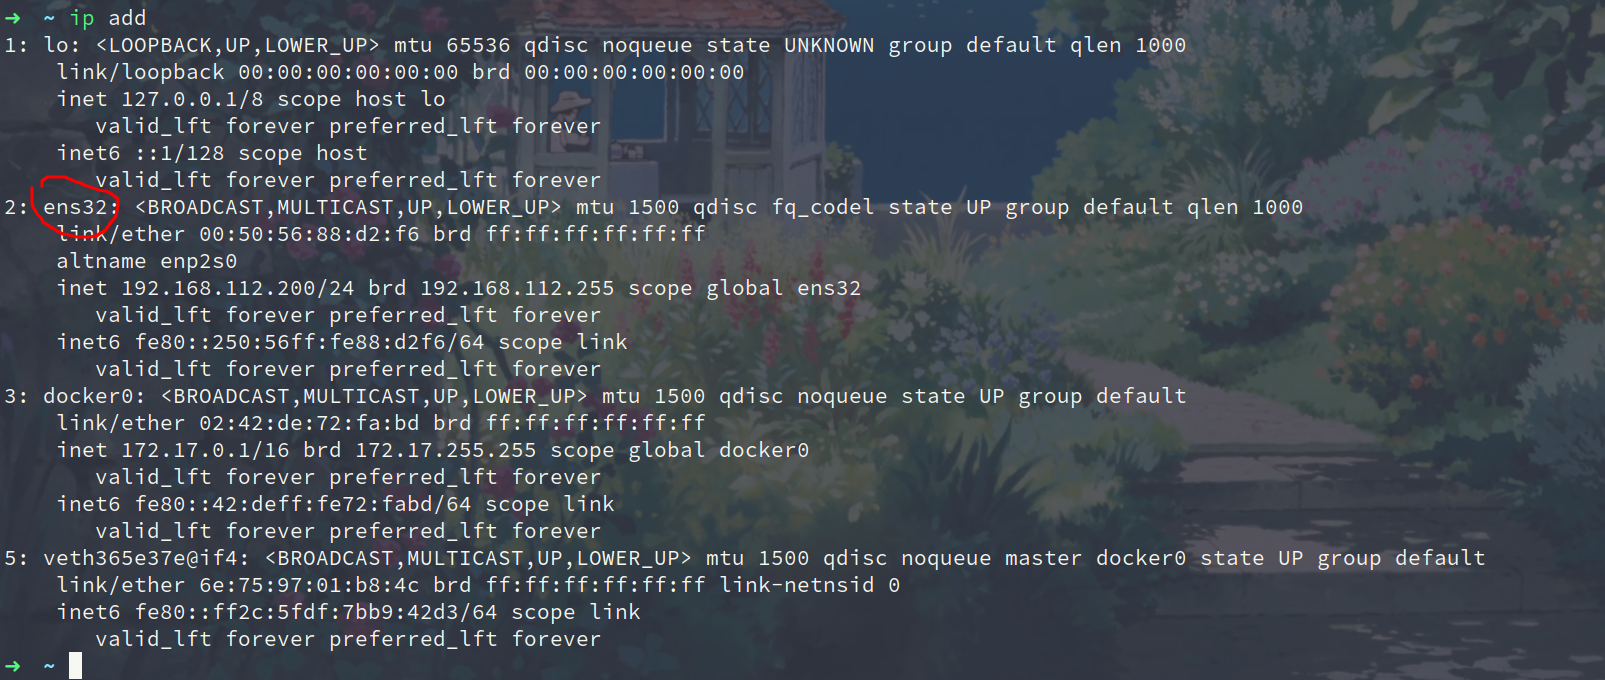 ➜  ~ ip add
1: lo: <LOOPBACK,UP,LOWER_UP> mtu 65536 qdisc noqueue state UNKNOWN group default qlen 1000
    link/loopback 00:00:00:00:00:00 brd 00:00:00:00:00:00
    inet 127.0.0.1/8 scope host lo
       valid_lft forever preferred_lft forever
    inet6 ::1/128 scope host
       valid_lft forever preferred_lft forever
2: ens32: <BROADCAST,MULTICAST,UP,LOWER_UP> mtu 1500 qdisc fq_codel state UP group default qlen 1000
    link/ether 00:50:56:88:d2:f6 brd ff:ff:ff:ff:ff:ff
    altname enp2s0
    inet 192.168.112.200/24 brd 192.168.112.255 scope global ens32
       valid_lft forever preferred_lft forever
    inet6 fe80::250:56ff:fe88:d2f6/64 scope link
       valid_lft forever preferred_lft forever
3: docker0: <BROADCAST,MULTICAST,UP,LOWER_UP> mtu 1500 qdisc noqueue state UP group default
    link/ether 02:42:de:72:fa:bd brd ff:ff:ff:ff:ff:ff
    inet 172.17.0.1/16 brd 172.17.255.255 scope global docker0
       valid_lft forever preferred_lft forever
    inet6 fe80::42:deff:fe72:fabd/64 scope link
       valid_lft forever preferred_lft forever
5: veth365e37e@if4: <BROADCAST,MULTICAST,UP,LOWER_UP> mtu 1500 qdisc noqueue master docker0 state UP group default
    link/ether 6e:75:97:01:b8:4c brd ff:ff:ff:ff:ff:ff link-netnsid 0
    inet6 fe80::ff2c:5fdf:7bb9:42d3/64 scope link
       valid_lft forever preferred_lft forever
➜  ~